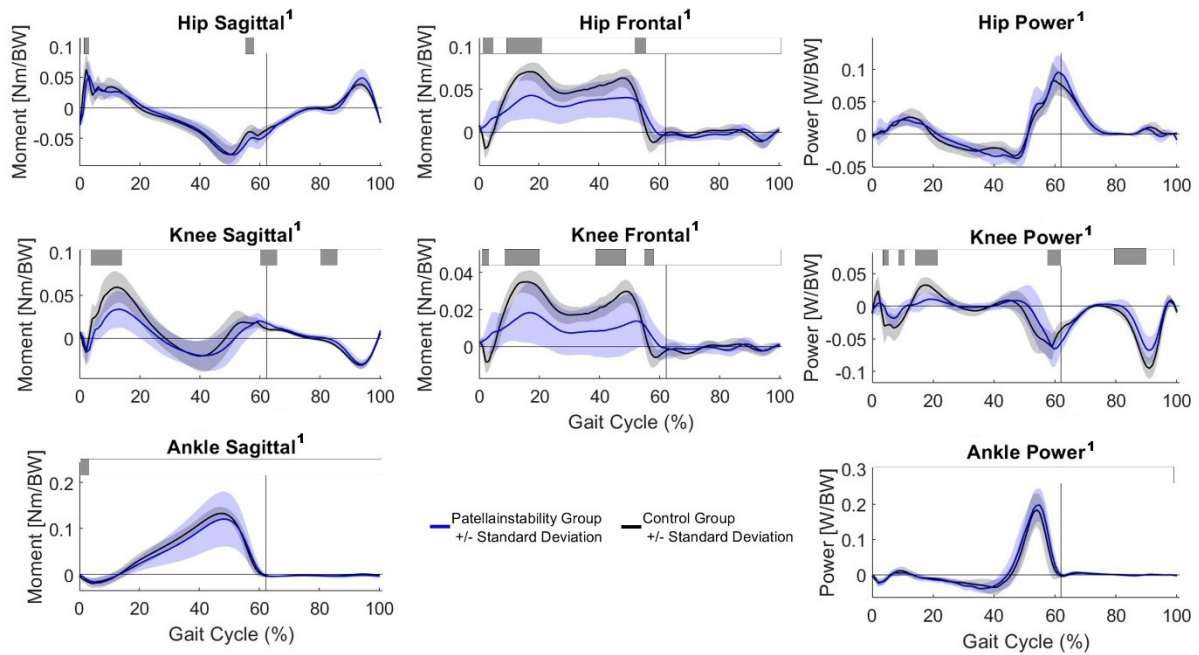 Hip Sagittal¹
Moment [Nm/BW]
0.1
0.05
0
-0.05
0 20 40 60 80 100
Hip Frontal¹
Moment [Nm/BW]
0.1
0.05
0
0 20 40 60 80 100
Hip Power¹
Power [W/BW]
0.1
0.05
0
-0.05
0 20 40 60 80 100
Knee Sagittal¹
Moment [Nm/BW]
0.1
0.05
0
0 20 40 60 80 100
Knee Frontal¹
Moment [Nm/BW]
0.04
0.02
0
0 20 40 60 80 100
Gait Cycle (%)
Knee Power¹
Power [W/BW]
0.05
0
-0.05
-0.1
0 20 40 60 80 100
Ankle Sagittal¹
Moment [Nm/BW]
0.2
0.1
0
0 20 40 60 80 100
Gait Cycle (%)
Patellainstability Group
+/- Standard Deviation
Control Group
+/- Standard Deviation
Ankle Power¹
Power [W/BW]
0.3
0.2
0.1
0
0 20 40 60 80 100
Gait Cycle (%)